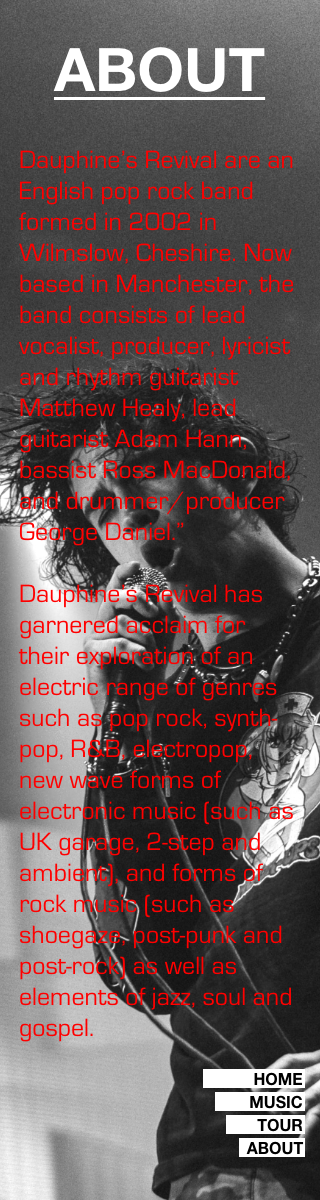 ABOUT
Dauphine's Revival are an
English pop rock band
formed in 2002 in
Wilmslow, Cheshire. Now
based in Manchester, the
band consists of lead
vocalist, producer, lyricist
and rhythm guitarist
Matthew Healy, lead
guitarist Adam Hann,
bassist Ross MacDonald,
and drummer/producer
George Daniel."
Dauphine's Revival has
garnered acclaim for
their exploration of an
electric range of genres
such as pop rock, synth-
pop, R&B, electropop,
new wave forms of
electronic music (such as
UK garage, 2-step and
ambient), and forms of
rock music (such as
shoegaze, post-punk and
post-rock) as well as
elements of jazz, soul and
gospel.
HOME
MUSIC
TOUR
ABOUT